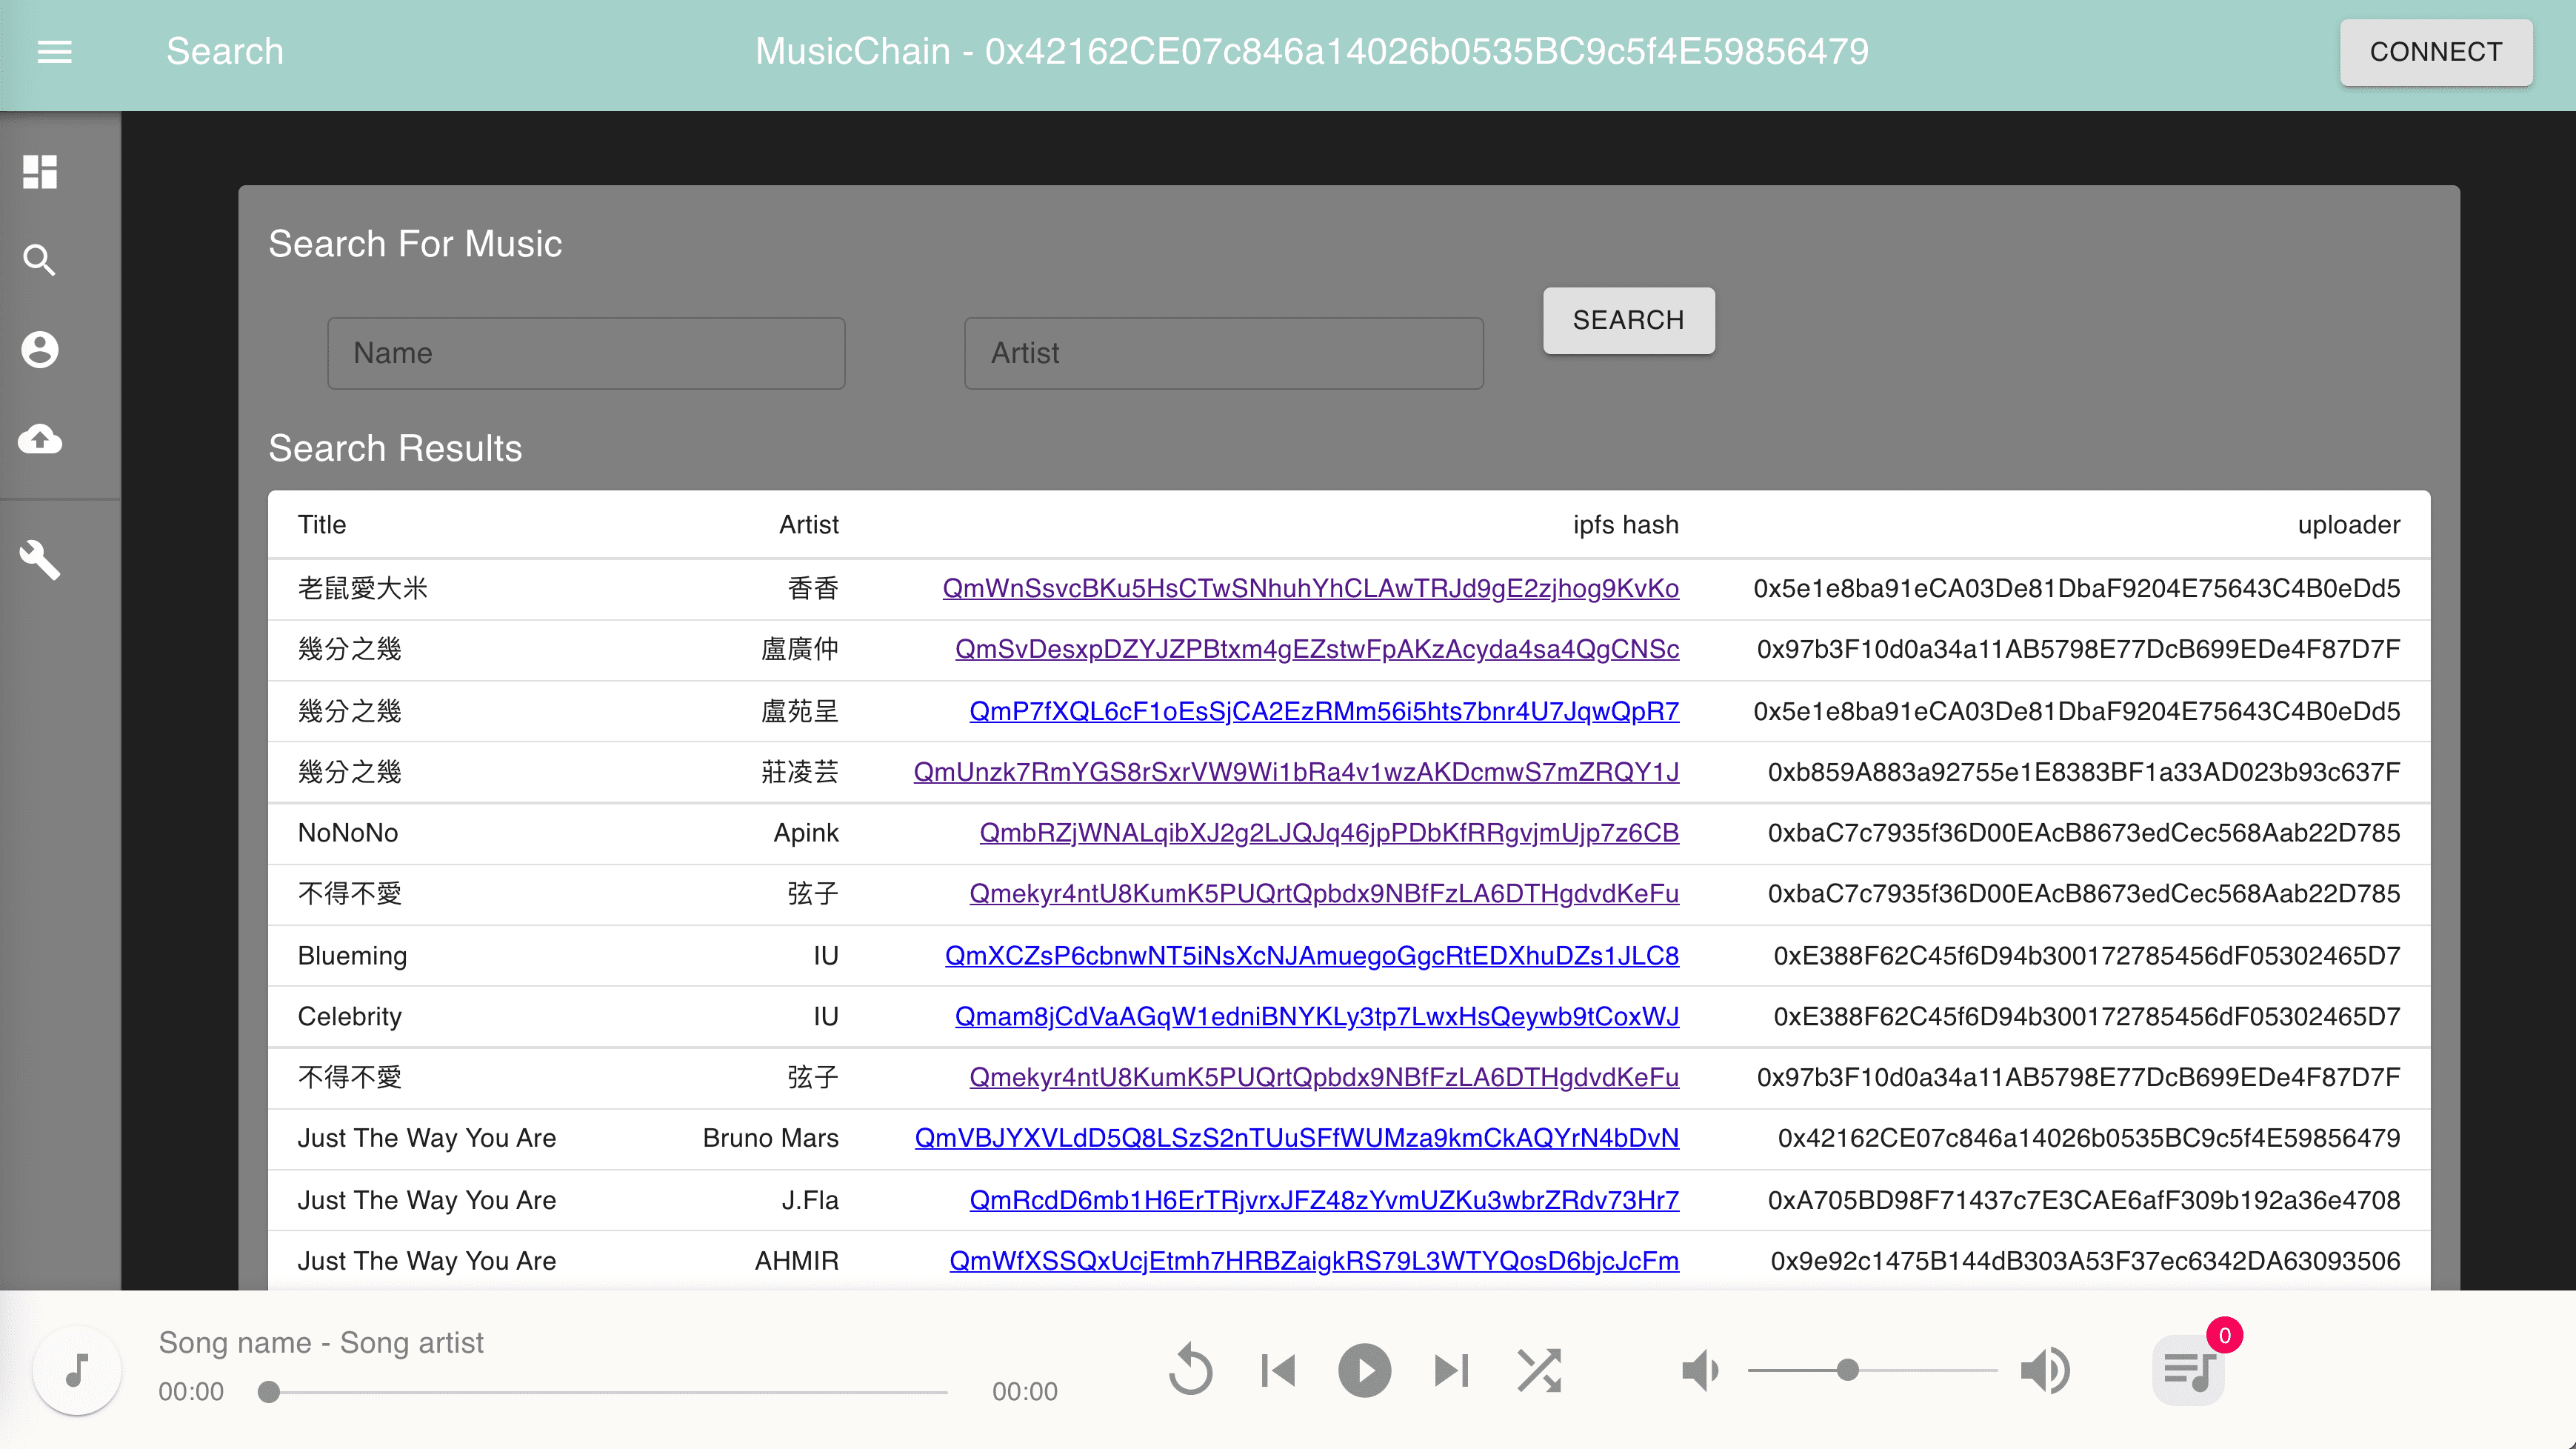 Search MusicChain - 0x42162CE07c846a14026b0535BC9c5f4E59856479 CONNECT
Search For Music
Name Artist SEARCH
Search Results
Title Artist ipfs hash uploader
老鼠愛大米 香香 QmWnSsvcBKu5HsCTwSNhuhYhCLAwTRJd9gE2zjhog9KvKo 0x5e1e8ba91eCA03De81DbaF9204E75643C4B0eDd5
幾分之幾 盧廣仲 QmSvDesxpDZYJZPBtxm4gEZstwFpAKzAcyda4sa4QgCNSc 0x97b3F10d0a34a11AB5798E77DcB699EDe4F87D7F
幾分之幾 盧苑呈 QmP7fXQL6cF1oEsSjCA2EzRMm56i5hts7bnr4U7JqwQpR7 0x5e1e8ba91eCA03De81DbaF9204E75643C4B0eDd5
幾分之幾 莊凌芸 QmUnzk7RmYGS8rSxrVW9Wi1bRa4v1wzAKDcmwS7mZRQY1J 0xb859A883a92755e1E8383BF1a33AD023b93c637F
NoNoNo Apink QmbRZjWNALqibXJ2g2LJQJq46jpPDbKfRRgvjmUjp7z6CB 0xbaC7c7935f36D00EAcB8673edCec568Aab22D785
不得不愛 弦子 Qmekyr4ntU8KumK5PUQrtQpbdx9NBfFzLA6DTHgdvdKeFu 0xbaC7c7935f36D00EAcB8673edCec568Aab22D785
Blueming IU QmXCZsP6cbnwNT5iNsXcNJAmuegoGgcRtEDXhuDZs1JLC8 0xE388F62C45f6D94b300172785456dF05302465D7
Celebrity IU Qmam8jCdVaAGqW1edniBNYKLy3tp7LwxHsQeywb9tCoxWJ 0xE388F62C45f6D94b300172785456dF05302465D7
不得不愛 弦子 Qmekyr4ntU8KumK5PUQrtQpbdx9NBfFzLA6DTHgdvdKeFu 0x97b3F10d0a34a11AB5798E77DcB699EDe4F87D7F
Just The Way You Are Bruno Mars QmVBJYXVLdD5Q8LSzS2nTUuSFfWUMza9kmCkAQYrN4bDvN 0x42162CE07c846a14026b0535BC9c5f4E59856479
Just The Way You Are J.Fla QmRcdD6mb1H6ErTRjvrxJFZ48zYvmUZKu3wbrZRdv73Hr7 0xA705BD98F71437c7E3CAE6afF309b192a36e4708
Just The Way You Are AHMIR QmWfXSSQxUcjEtmh7HRBZaigkRS79L3WTYQosD6bjcJcFm 0x9e92c1475B144dB303A53F37ec6342DA63093506
Song name - Song artist
00:00 00:00
0